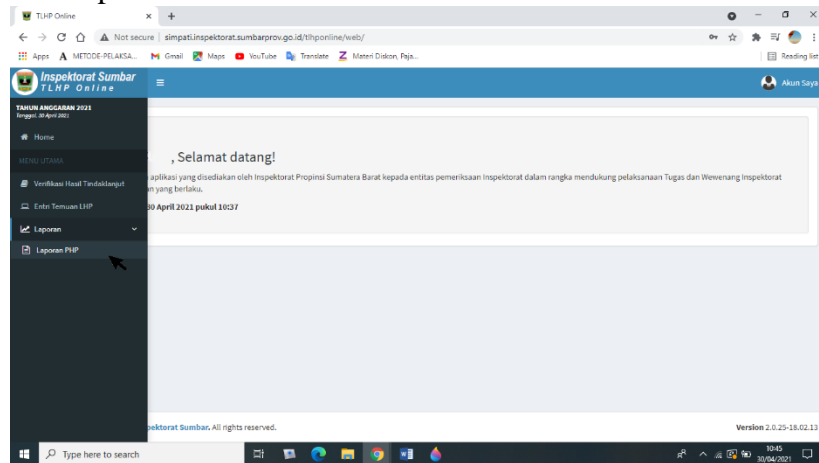 TLHP Online
Not secure | simpati.inspektorat.sumbarprov.go.id/tlhponline/web/
Apps METODE-PELAKSA... Gmail Maps YouTube Translate Materi Diskon, Paja... Reading list
Inspektorat Sumbar
TLHP Online
Akun Saya
TAHUN ANGGARAN 2021
Tenggat. 30 April 2021
Home
MENU UTAMA
Verifikasi Hasil Tindaklanjut
Entri Temuan LHP
Laporan
Laporan PHP
, Selamat datang!
aplikasi yang disediakan oleh Inspektorat Propinsi Sumatera Barat kepada entitas pemeriksaan Inspektorat dalam rangka mendukung pelaksanaan Tugas dan Wewenang Inspektorat
an yang berlaku.
30 April 2021 pukul 10:37
pektorat Sumbar. All rights reserved.
Version 2.0.25-18.02.13
Type here to search
10:45
30/04/2021